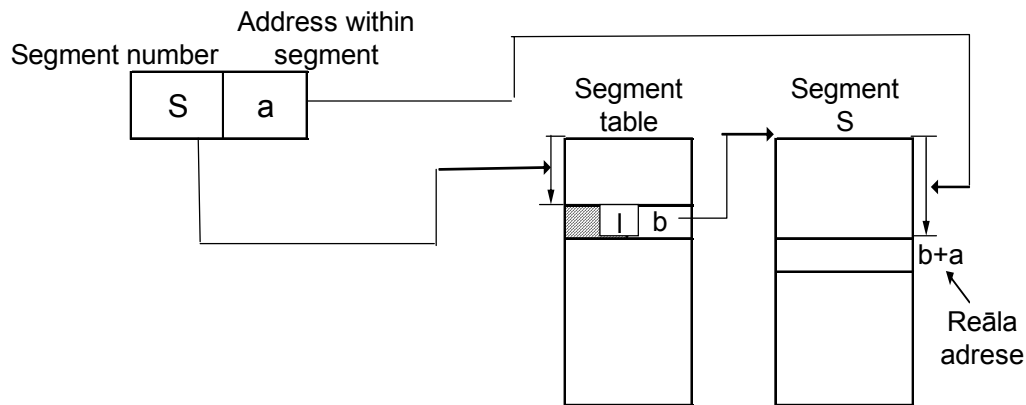 Address within
segment
Segment number
S
a
Segment
table
Segment
S
l
b
b+a
Reāla
adrese